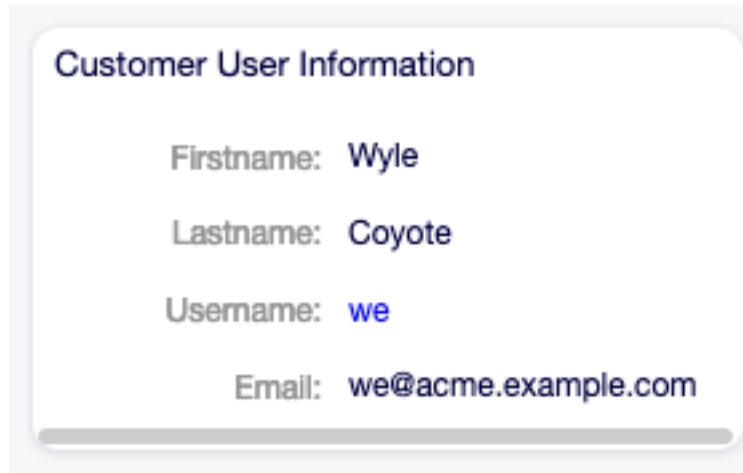 Customer User Information
Firstname: Wyle
Lastname: Coyote
Username: we
Email: we@acme.example.com